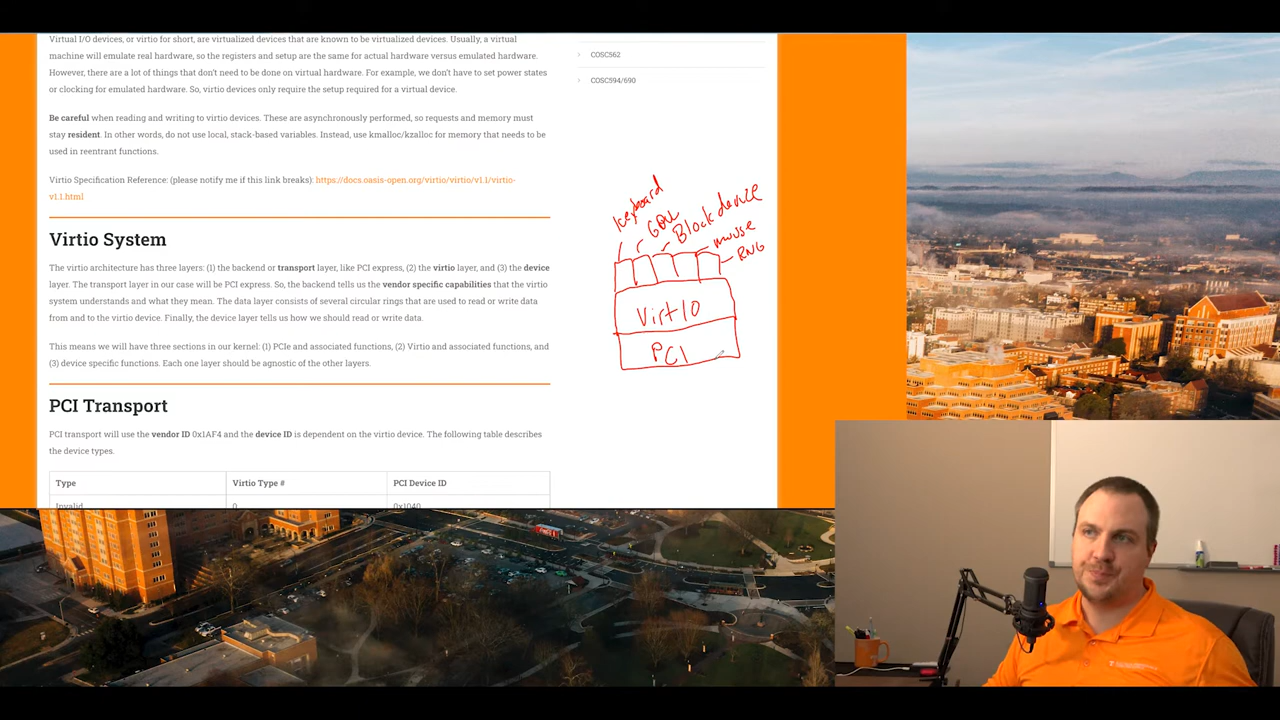 Virtual I/O devices, or virtio for short, are virtualized devices that are known to be virtualized devices. Usually, a virtual
machine will emulate real hardware, so the registers and setup are the same for actual hardware versus emulated hardware.
However, there are a lot of things that don't need to be done on virtual hardware. For example, we don't have to set power states
or clocking for emulated hardware. So, virtio devices only require the setup required for a virtual device.
Be careful when reading and writing to virtio devices. These are asynchronously performed, so requests and memory must
stay resident. In other words, do not use local, stack-based variables. Instead, use kmalloc/kzalloc for memory that needs to be
used in reentrant functions.
Virtio Specification Reference: (please notify me if this link breaks): https://docs.oasis-open.org/virtio/virtio/v1.1/virtio-
v1.1.html
Virtio System
The virtio architecture has three layers: (1) the backend or transport layer, like PCI express, (2) the virtio layer, and (3) the device
layer. The transport layer in our case will be PCI express. So, the backend tells us the vendor specific capabilities that the virtio
system understands and what they mean. The data layer consists of several circular rings that are used to read or write data
from and to the virtio device. Finally, the device layer tells us how we should read or write data.
This means we will have three sections in our kernel: (1) PCIe and associated functions, (2) Virtio and associated functions, and
(3) device specific functions. Each one layer should be agnostic of the other layers.
PCI Transport
PCI transport will use the vendor ID 0x1AF4 and the device ID is dependent on the virtio device. The following table describes
the device types.
Type Virtio Type # PCI Device ID
Invalid 0 0x1040
COSC562
COSC594/690
keyboard
GPU
Block device
mouse
RNG
VirtIO
PCI